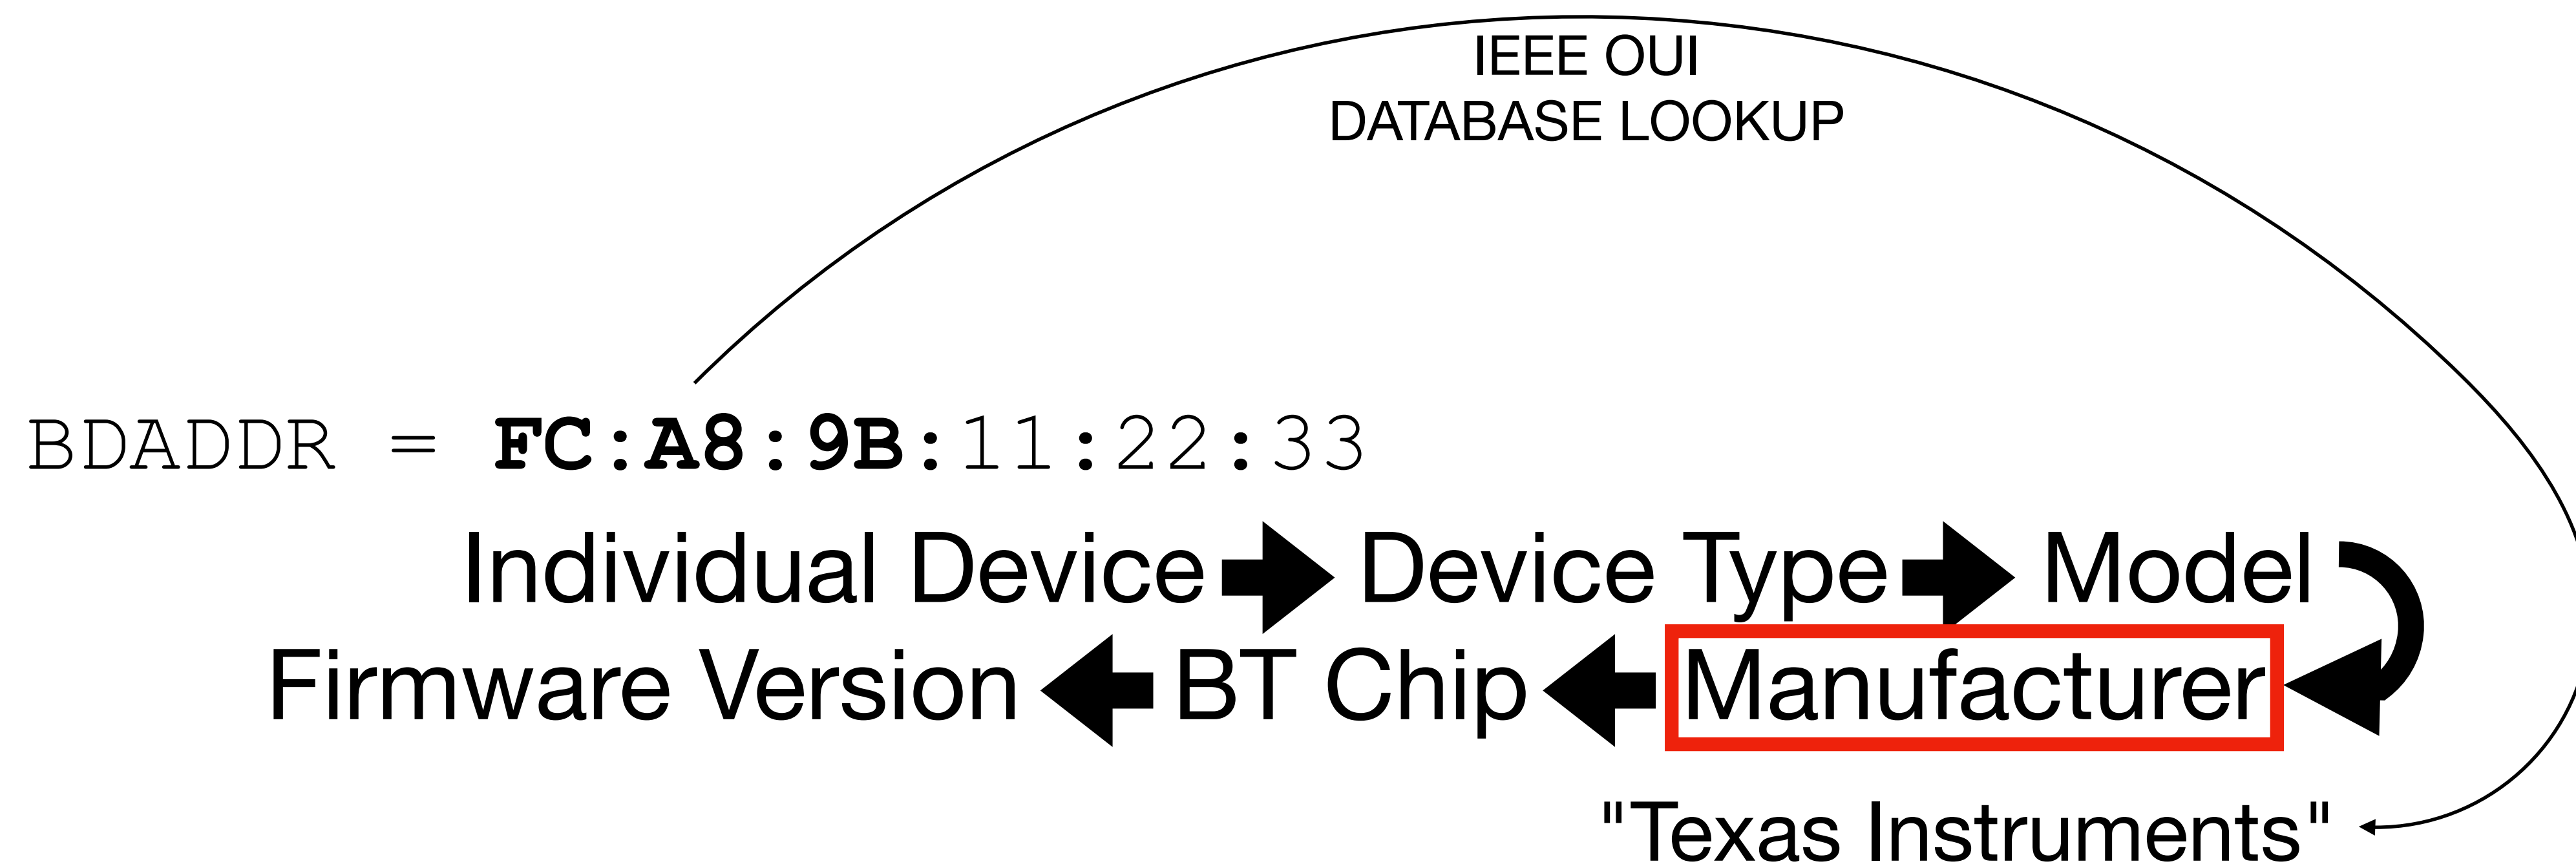 IEEE OUI
DATABASE LOOKUP
BDADDR = FC:A8:9B:11:22:33
Individual Device Device Type Model
Firmware Version BT Chip Manufacturer
"Texas Instruments"